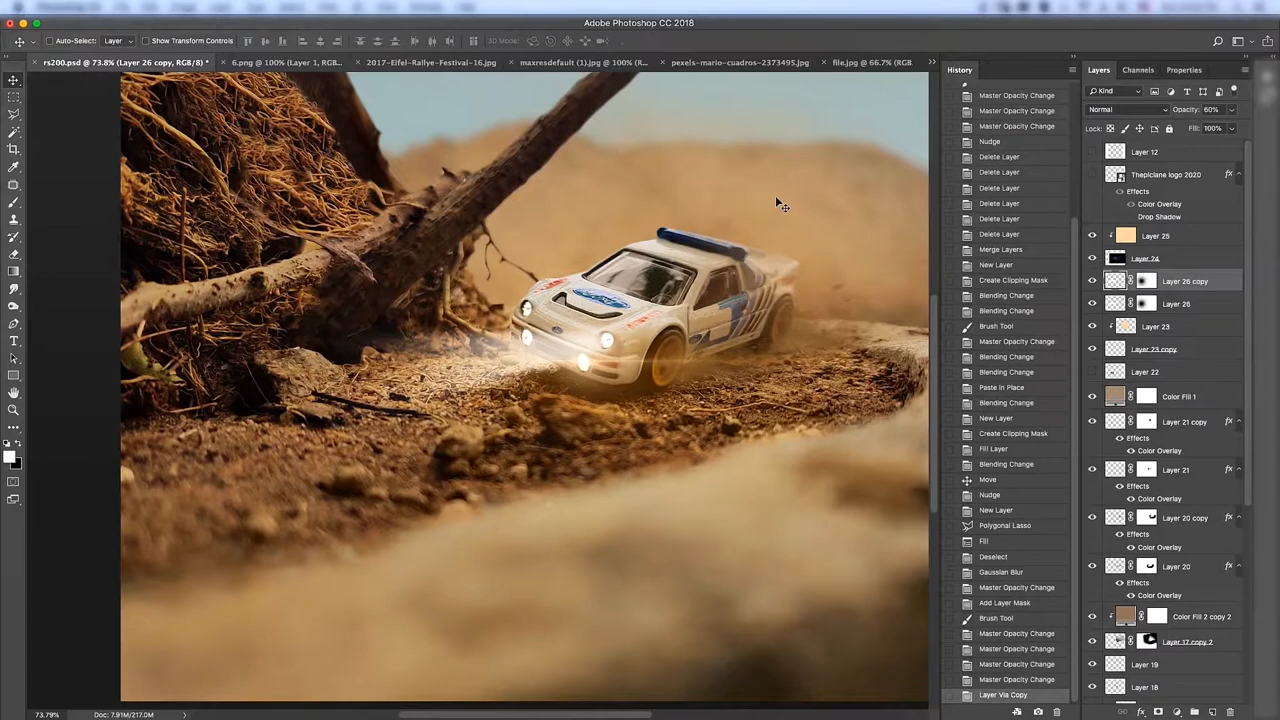 Adobe Photoshop CC 2018
Auto-Select:
Layer
Show Transform Controls
3D Mode:
rs200.psd @ 73.8% (Layer 26 copy, RGB/8) *
6.png @ 100% (Layer 1, RGB...
2017-Eifel-Rallye-Festival-16.jpg
maxresdefault (1).jpg @ 100% (R...
pexels-mario-cuadros-2373495.jpg
file.jpg @ 66.7% (RGB
History
Master Opacity Change
Master Opacity Change
Master Opacity Change
Nudge
Delete Layer
Delete Layer
Delete Layer
Delete Layer
Delete Layer
Delete Layer
Merge Layers
New Layer
Create Clipping Mask
Blending Change
Blending Change
Brush Tool
Master Opacity Change
Blending Change
Blending Change
Paste in Place
Blending Change
New Layer
Create Clipping Mask
Fill Layer
Blending Change
Move
Nudge
New Layer
Polygonal Lasso
Fill
Deselect
Gaussian Blur
Master Opacity Change
Add Layer Mask
Brush Tool
Master Opacity Change
Master Opacity Change
Master Opacity Change
Master Opacity Change
Layer Via Copy
Layers
Channels
Properties
Kind
Normal
Opacity: 60%
Lock:
Fill: 100%
Layer 12
Thepiclane logo 2020
fx
Effects
Color Overlay
Drop Shadow
Layer 25
Layer 24
Layer 26 copy
Layer 26
Layer 23
Layer 23 copy
Layer 22
Color Fill 1
Layer 21 copy
fx
Effects
Color Overlay
Layer 21
fx
Effects
Color Overlay
Layer 20 copy
fx
Effects
Color Overlay
Layer 20
fx
Effects
Color Overlay
Color Fill 2 copy 2
Layer 17 copy 2
Layer 19
Layer 18
Ford
7
73.79%
Doc: 7.91M/217.0M